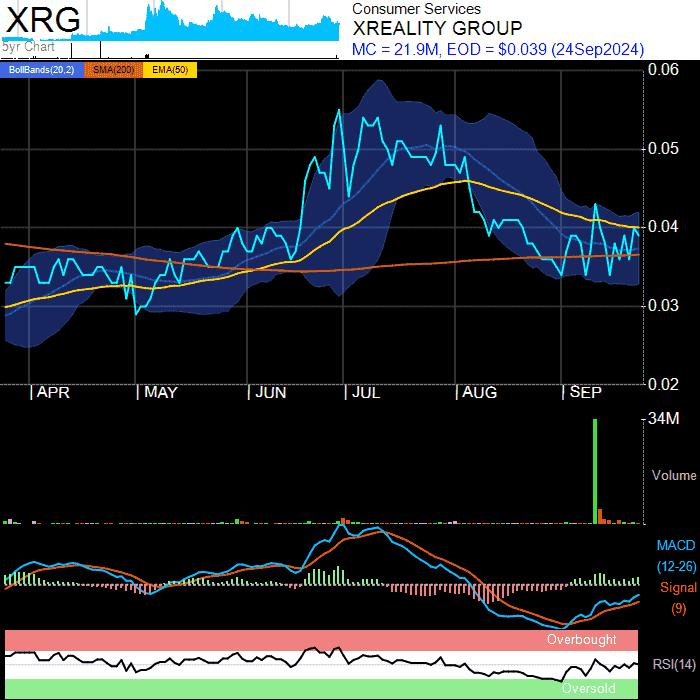 XRG
5yr Chart
Consumer Services
XREALITY GROUP
MC = 21.9M, EOD = $0.039 (24Sep2024)
BollBands(20,2) SMA(200) EMA(50)
0.06
0.05
0.04
0.03
0.02
APR MAY JUN JUL AUG SEP
34M
Volume
MACD
(12-26)
Signal
(9)
Overbought
RSI(14)
Oversold